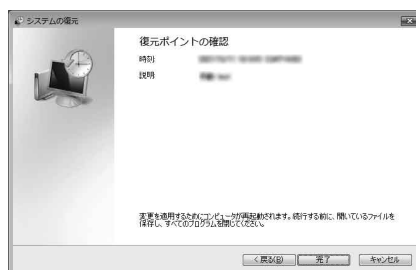 システムの復元
復元ポイントの確認
時刻
説明
変更を適用するためにコンピュータが再起動されます。続行する前に、開いているファイルを
保存し、すべてのプログラムを閉じてください。
< 戻る(B)
完了
キャンセル